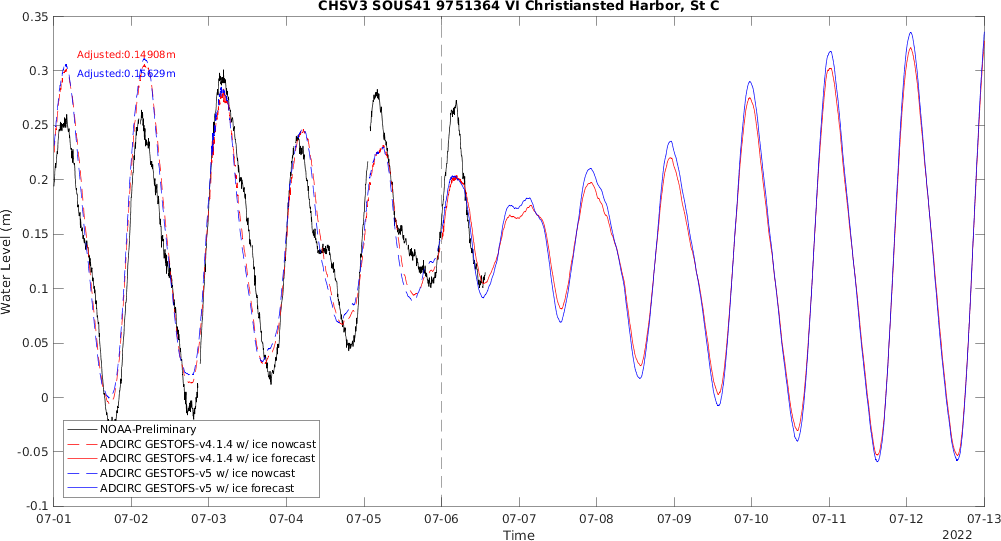 CHSV3 SOUS41 9751364 VI Christiansted Harbor, St C
0.35
0.3
0.25
0.2
0.15
0.1
0.05
0
-0.05
-0.1
Water Level (m)
Adjusted:0.14908m
Adjusted:0.15629m
NOAA-Preliminary
ADCIRC GESTOFS-v4.1.4 w/ ice nowcast
ADCIRC GESTOFS-v4.1.4 w/ ice forecast
ADCIRC GESTOFS-v5 w/ ice nowcast
ADCIRC GESTOFS-v5 w/ ice forecast
07-01 07-02 07-03 07-04 07-05 07-06 07-07 07-08 07-09 07-10 07-11 07-12 07-13
Time
2022